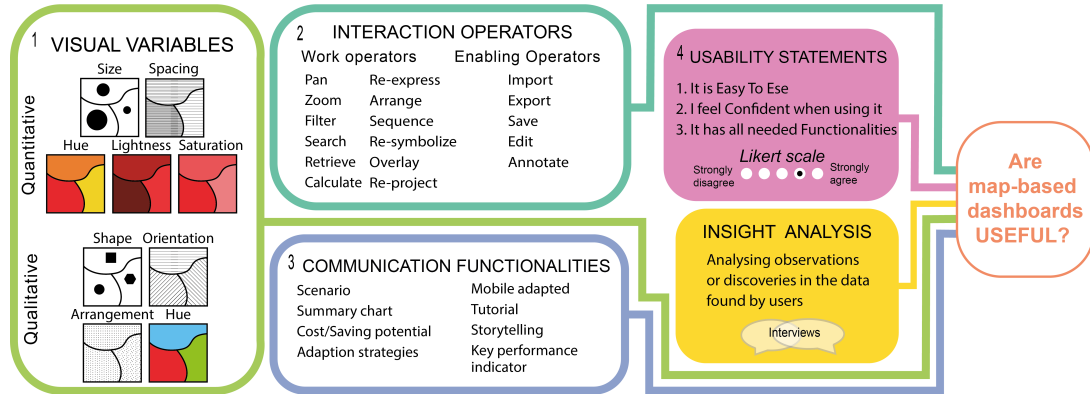 1
VISUAL VARIABLES
Size Spacing
Quantitative
Hue Lightness Saturation
Qualitative
Shape Orientation
Arrangement Hue
2 INTERACTION OPERATORS
Work operators
Pan Re-express
Zoom Arrange
Filter Sequence
Search Re-symbolize
Retrieve Overlay
Calculate Re-project
Enabling Operators
Import
Export
Save
Edit
Annotate
3 COMMUNICATION FUNCTIONALITIES
Scenario
Summary chart
Cost/Saving potential
Adaption strategies
Mobile adapted
Tutorial
Storytelling
Key performance
indicator
4 USABILITY STATEMENTS
1. It is Easy To Ese
2. I feel Confident when using it
3. It has all needed Functionalities
Likert scale
Strongly
disagree
Strongly
agree
INSIGHT ANALYSIS
Analysing observations
or discoveries in the data
found by users
Interviews
Are
map-based
dashboards
USEFUL?